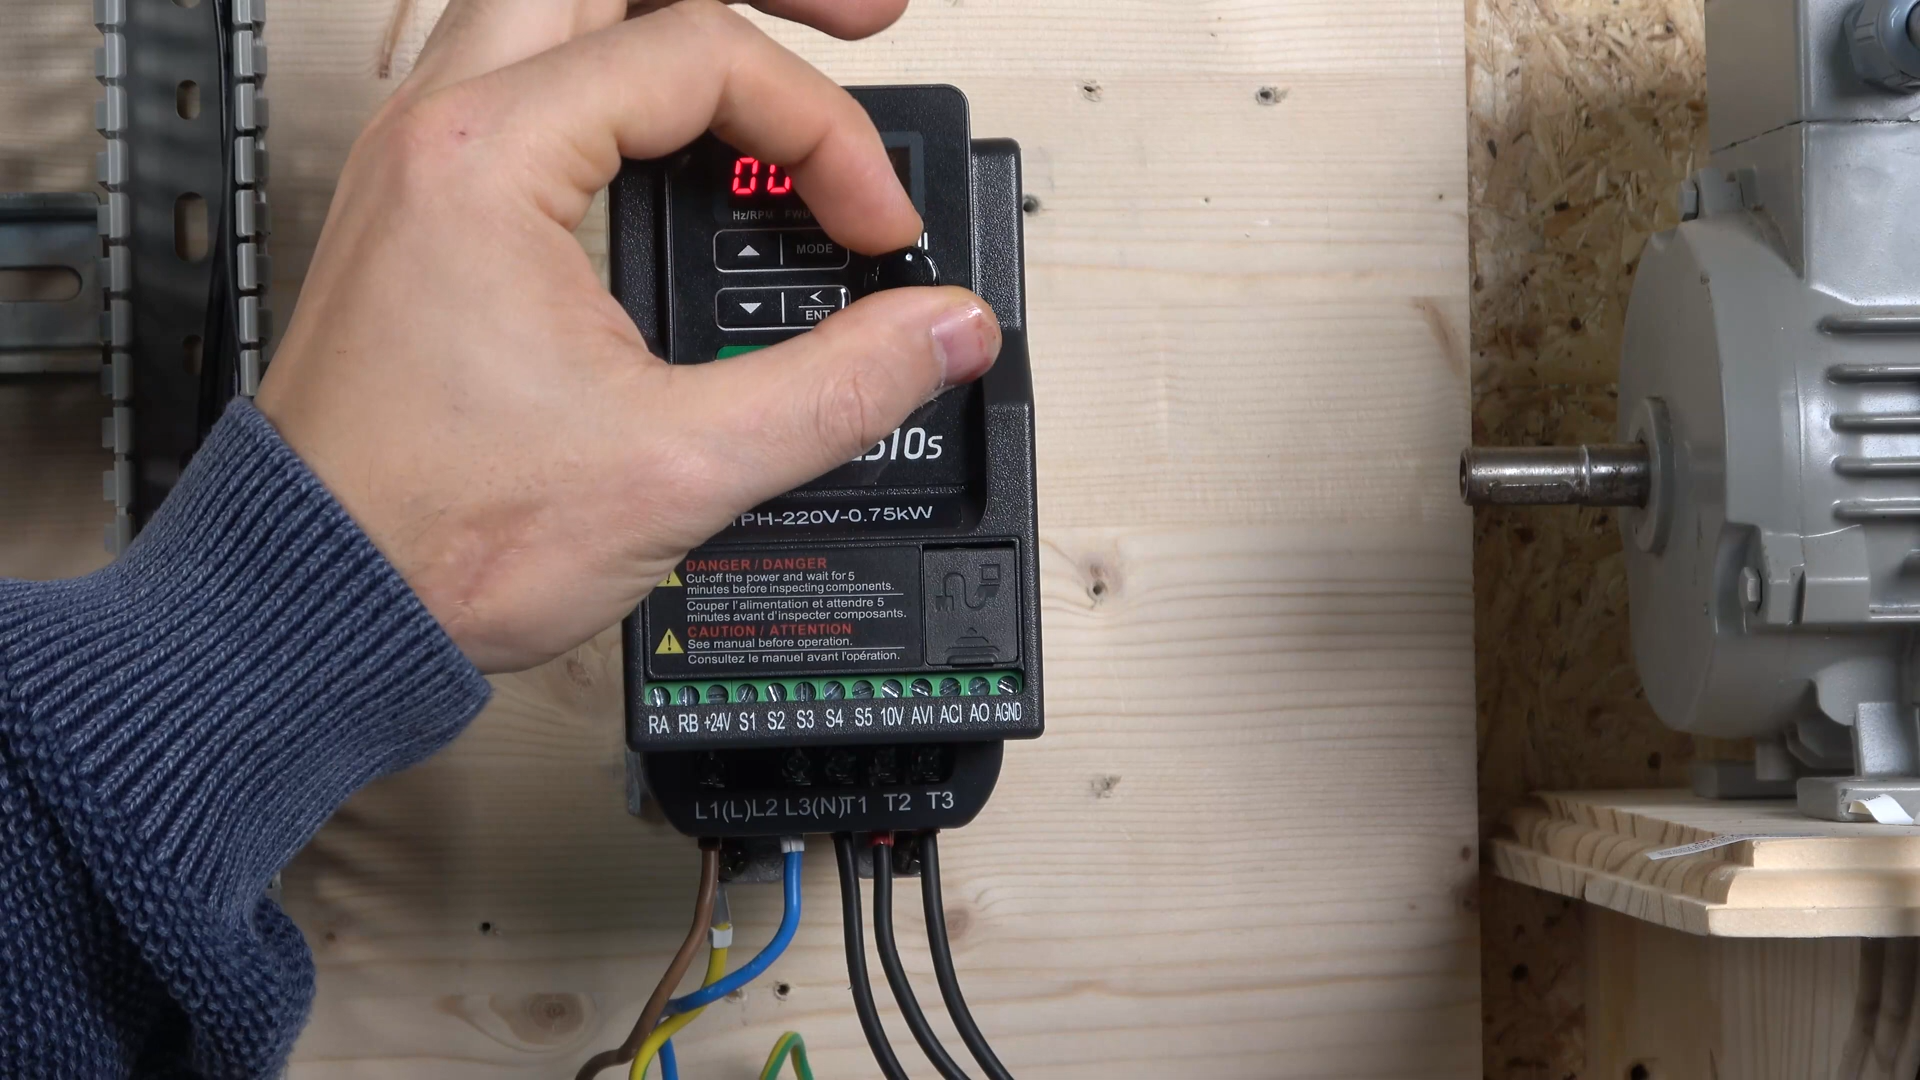 Hz/RPM
MODE
ENT
510s
PH-220V-0.75kW
DANGER / DANGER
Cut-off the power and wait for 5
minutes before inspecting components.
Couper l'alimentation et attendre 5
minutes avant d'inspecter composants.
CAUTION / ATTENTION
See manual before operation.
Consultez le manuel avant l'opération.
RA RB +24V S1 S2 S3 S4 S5 10V AVI ACI AO AGND
L1(L) L2 L3(N) T1 T2 T3